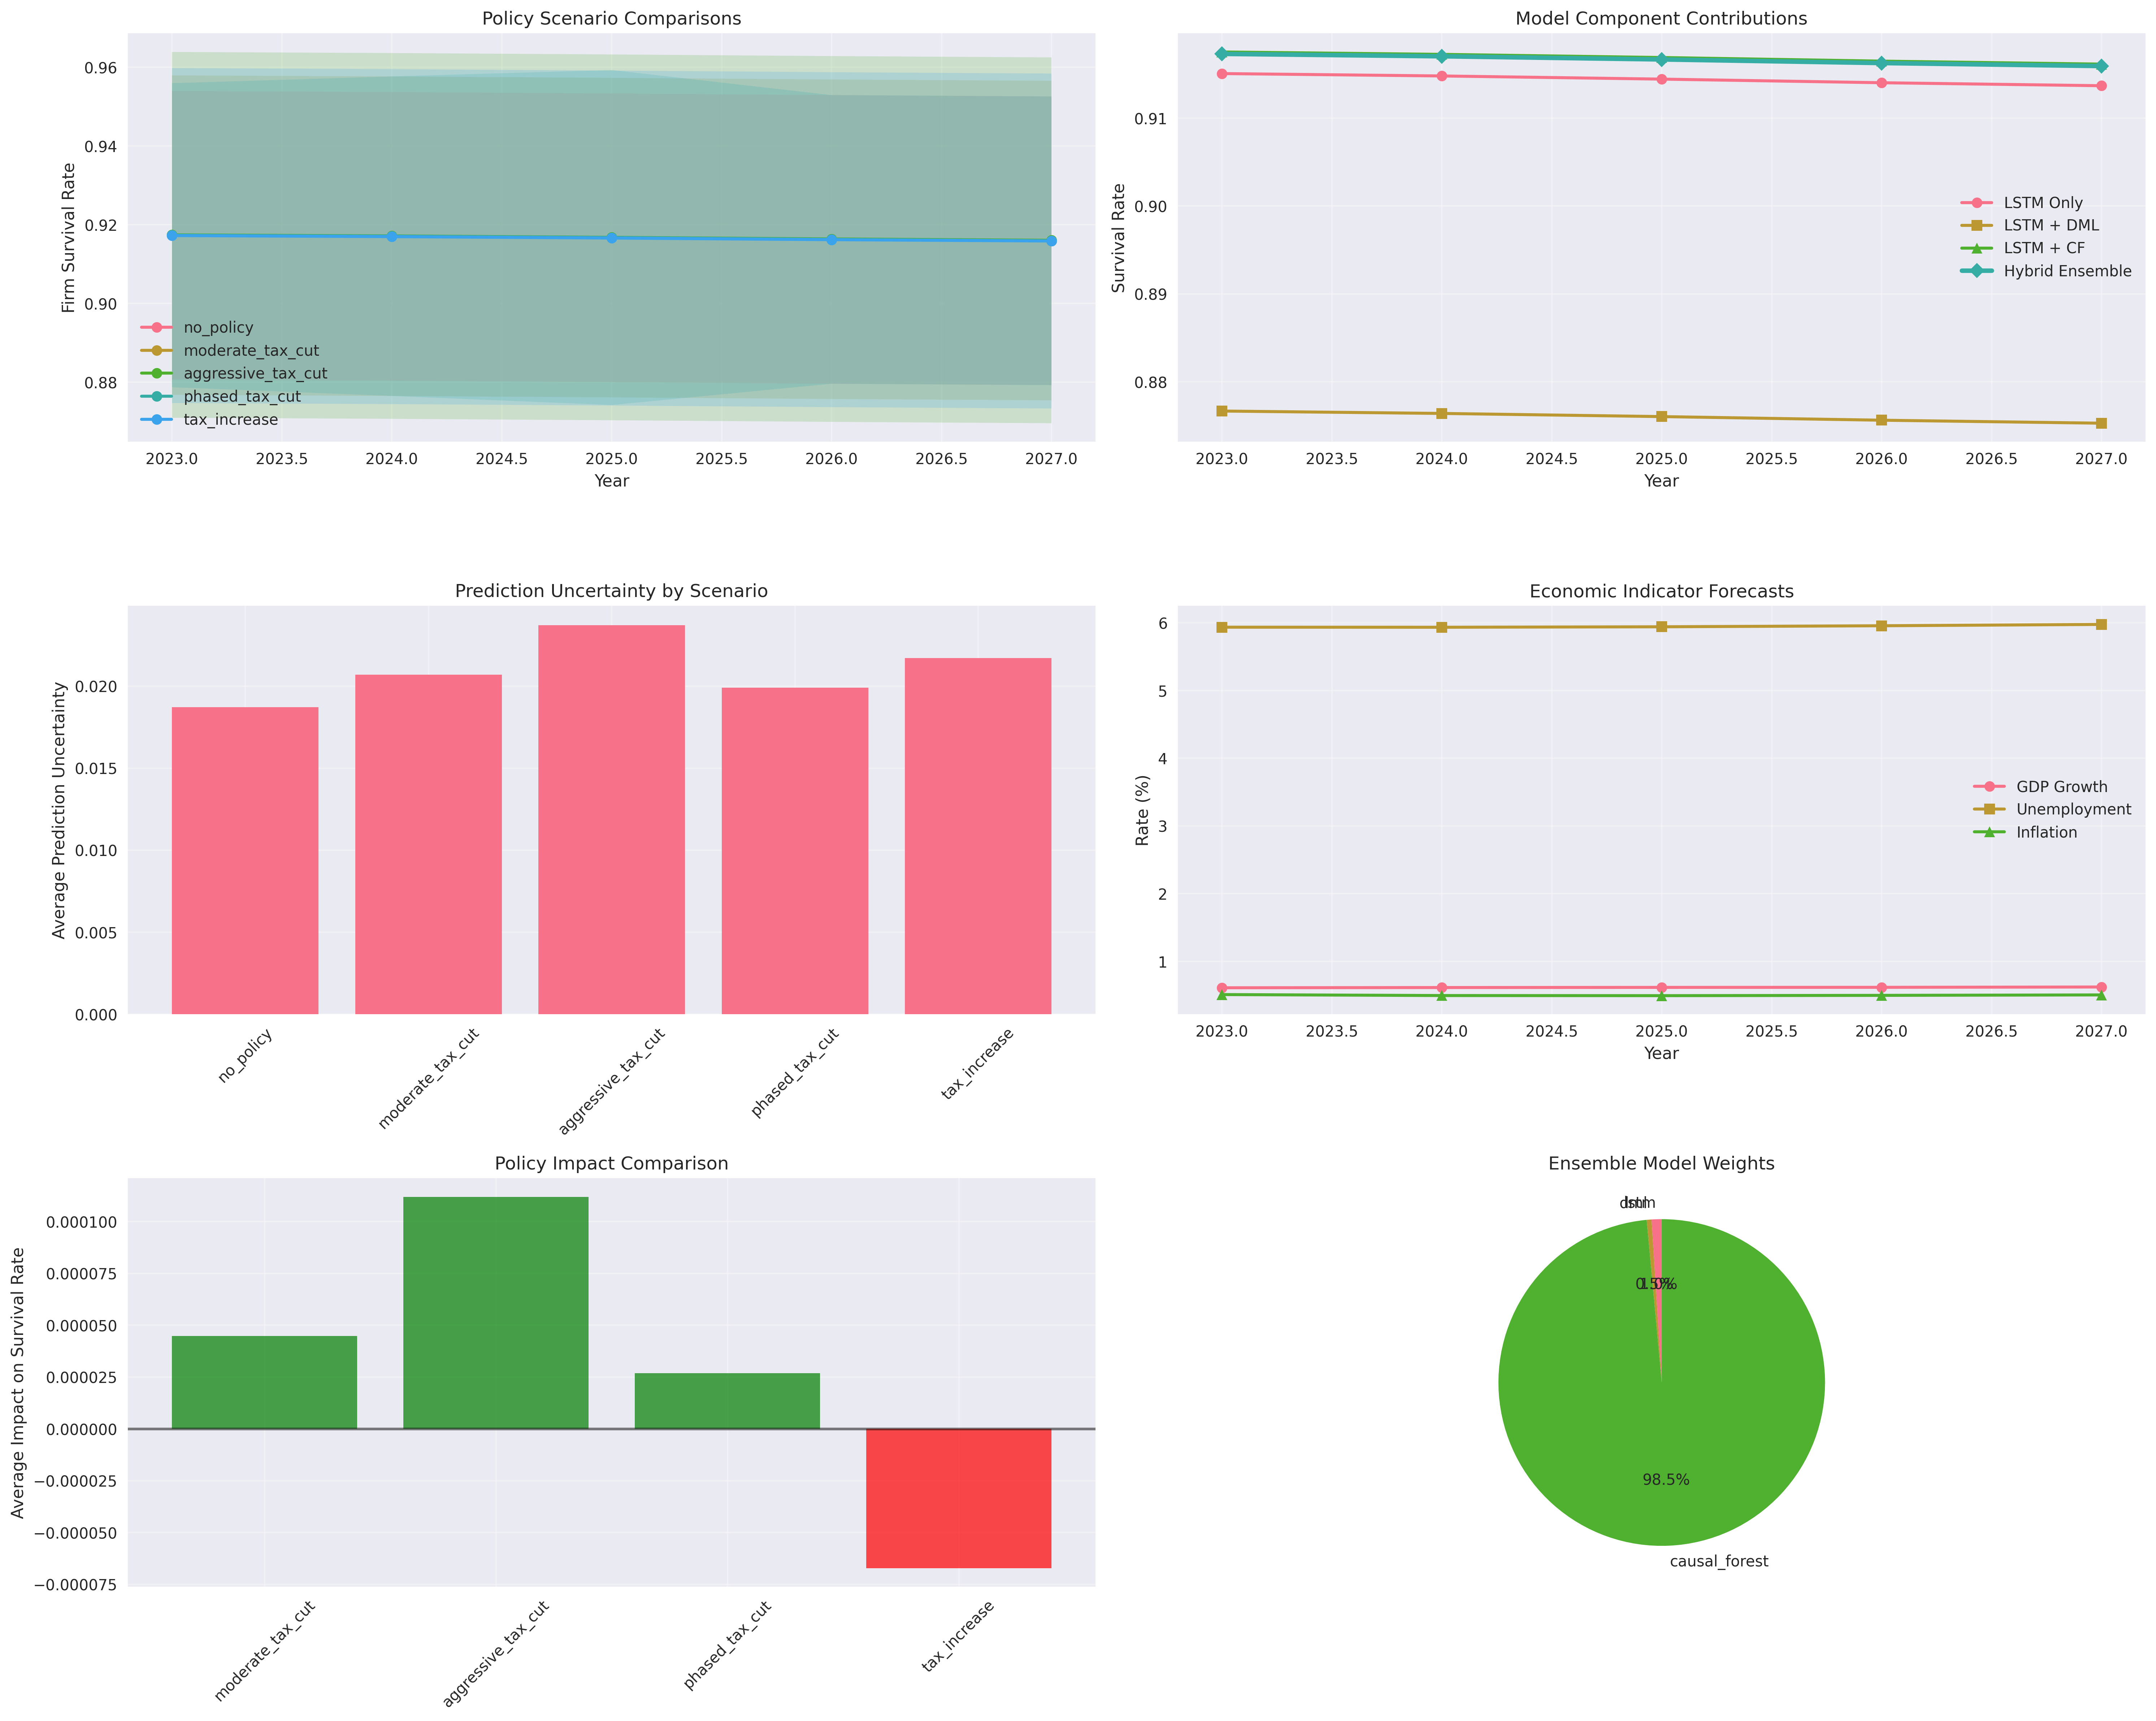 Policy Scenario Comparisons
Firm Survival Rate
0.96
0.94
0.92
0.90
0.88
no_policy
moderate_tax_cut
aggressive_tax_cut
phased_tax_cut
tax_increase
2023.0 2023.5 2024.0 2024.5 2025.0 2025.5 2026.0 2026.5 2027.0
Year
Model Component Contributions
Survival Rate
0.91
0.90
0.89
0.88
LSTM Only
LSTM + DML
LSTM + CF
Hybrid Ensemble
2023.0 2023.5 2024.0 2024.5 2025.0 2025.5 2026.0 2026.5 2027.0
Year
Prediction Uncertainty by Scenario
Average Prediction Uncertainty
0.020
0.015
0.010
0.005
0.000
no_policy
moderate_tax_cut
aggressive_tax_cut
phased_tax_cut
tax_increase
Economic Indicator Forecasts
Rate (%)
6
5
4
3
2
1
GDP Growth
Unemployment
Inflation
2023.0 2023.5 2024.0 2024.5 2025.0 2025.5 2026.0 2026.5 2027.0
Year
Policy Impact Comparison
Average Impact on Survival Rate
0.000100
0.000075
0.000050
0.000025
0.000000
−0.000025
−0.000050
−0.000075
moderate_tax_cut
aggressive_tax_cut
phased_tax_cut
tax_increase
Ensemble Model Weights
98.5%
causal_forest